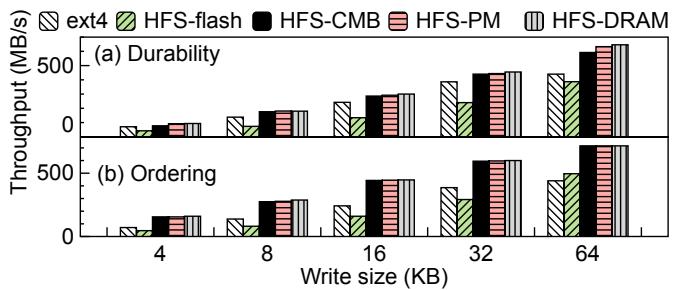 ext4 HFS-flash HFS-CMB HFS-PM HFS-DRAM
Throughput (MB/s)
(a) Durability
500
0
(b) Ordering
500
0
4 8 16 32 64
Write size (KB)